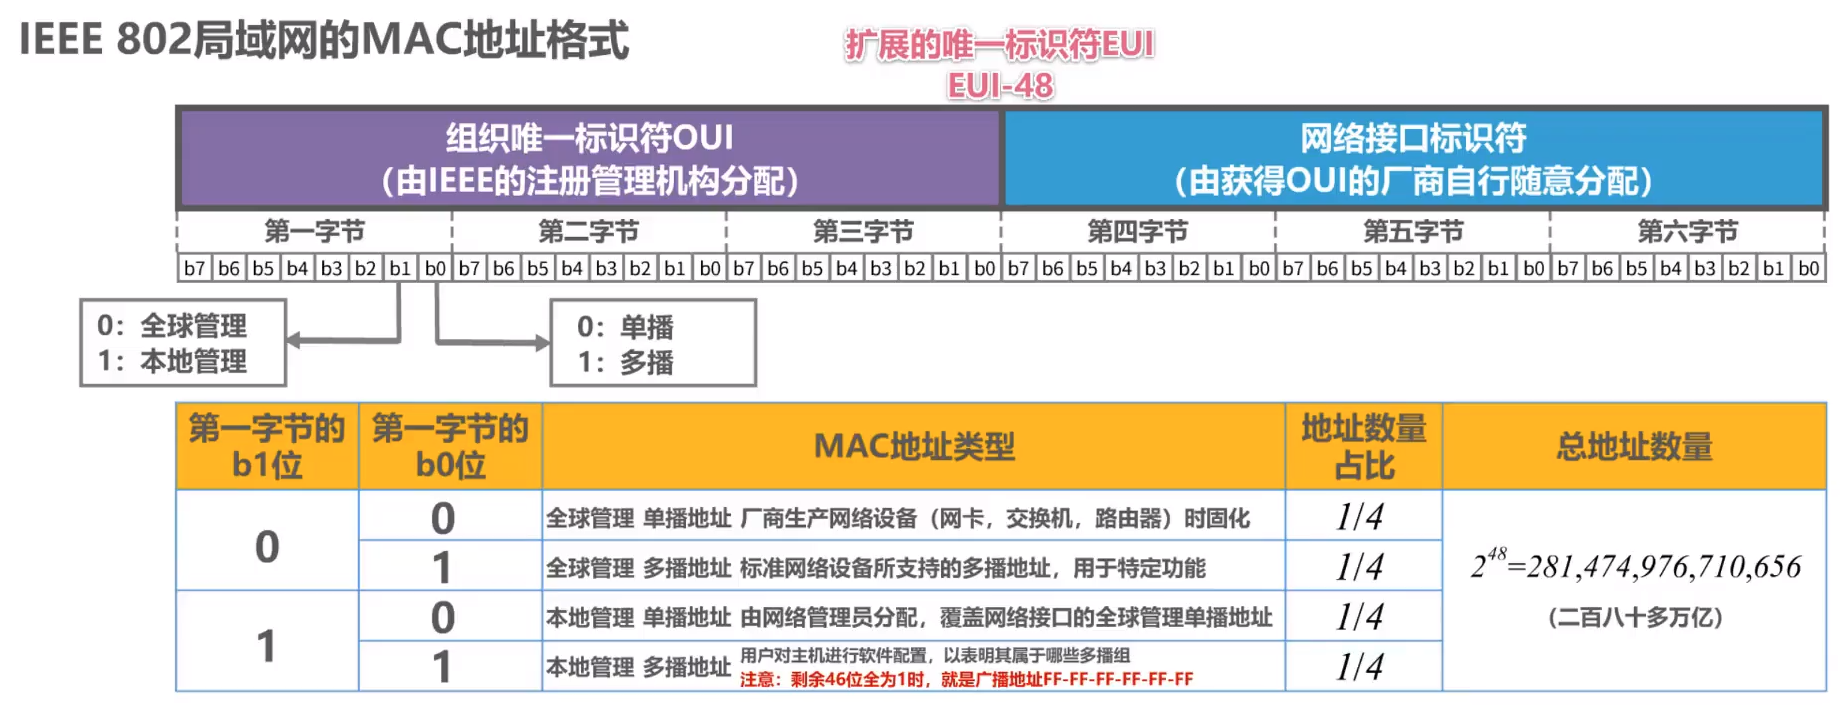 IEEE 802局域网的MAC地址格式
扩展的唯一标识符EUI
EUI-48
组织唯一标识符OUI
（由IEEE的注册管理机构分配）
网络接口标识符
（由获得OUI的厂商自行随意分配）
第一字节 第二字节 第三字节 第四字节 第五字节 第六字节
b7 b6 b5 b4 b3 b2 b1 b0 b7 b6 b5 b4 b3 b2 b1 b0 b7 b6 b5 b4 b3 b2 b1 b0 b7 b6 b5 b4 b3 b2 b1 b0 b7 b6 b5 b4 b3 b2 b1 b0 b7 b6 b5 b4 b3 b2 b1 b0
0：全球管理
1：本地管理
0：单播
1：多播
第一字节的
b1位
第一字节的
b0位
MAC地址类型
地址数量
占比
总地址数量
0
0
全球管理 单播地址 厂商生产网络设备（网卡，交换机，路由器）时固化
1/4
1
全球管理 多播地址 标准网络设备所支持的多播地址，用于特定功能
1/4
1
0
本地管理 单播地址 由网络管理员分配，覆盖网络接口的全球管理单播地址
1/4
1
本地管理 多播地址
用户对主机进行软件配置，以表明其属于哪些多播组
注意：剩余46位全为1时，就是广播地址FF-FF-FF-FF-FF-FF
1/4
2^48=281,474,976,710,656
（二百八十多万亿）